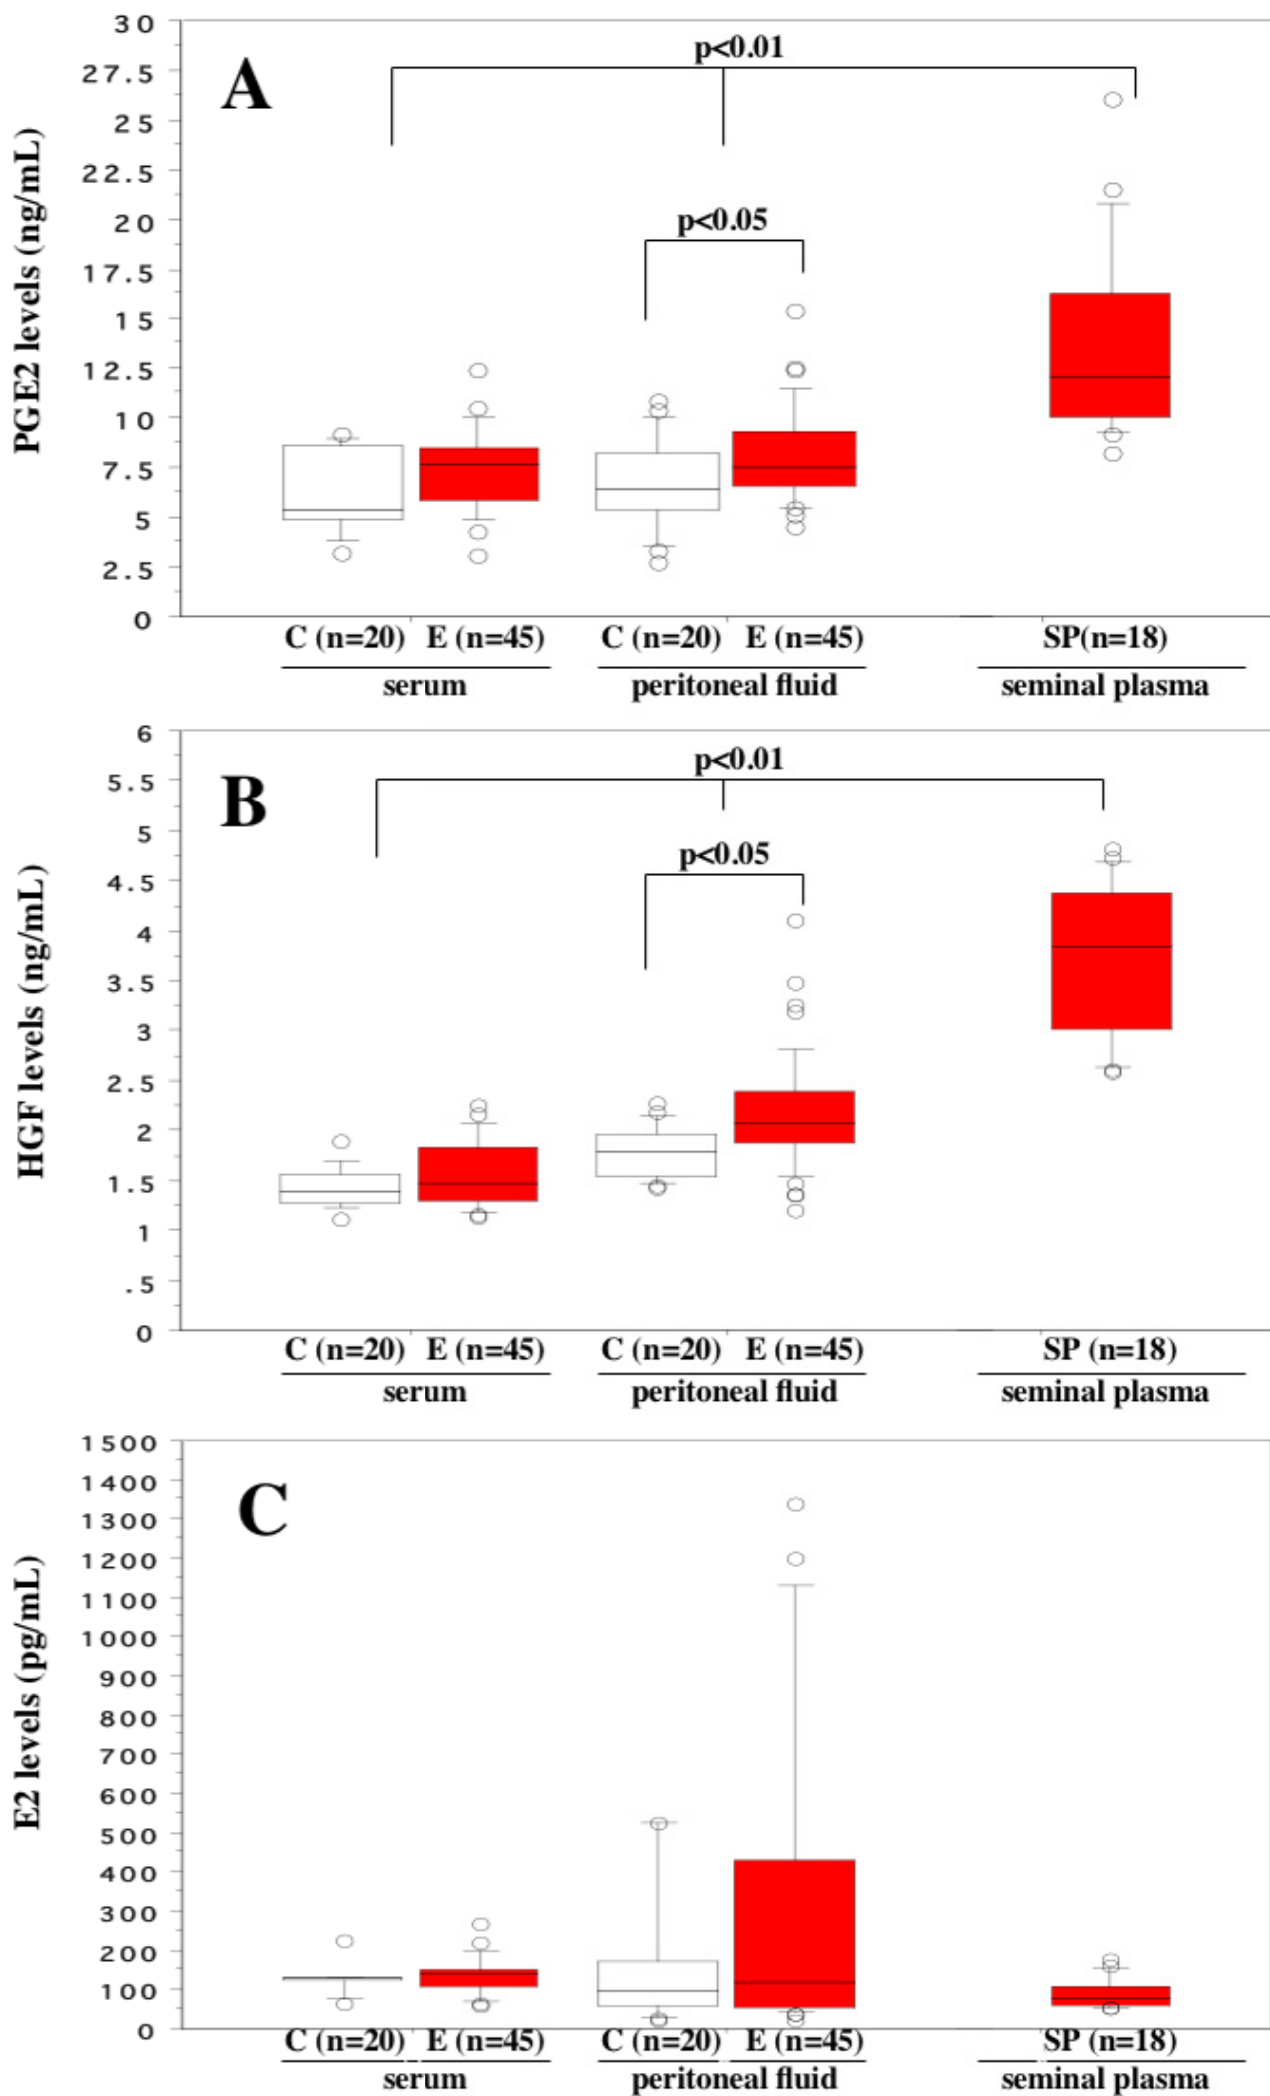 A
PGE2 levels (ng/mL)
30
27.5
25
22.5
20
17.5
15
12.5
10
7.5
5
2.5
0
p<0.01
p<0.05
C (n=20) E (n=45) C (n=20) E (n=45) SP(n=18)
serum peritoneal fluid seminal plasma
B
HGF levels (ng/mL)
6
5.5
5
4.5
4
3.5
3
2.5
2
1.5
1
.5
0
p<0.01
p<0.05
C (n=20) E (n=45) C (n=20) E (n=45) SP (n=18)
serum peritoneal fluid seminal plasma
C
E2 levels (pg/mL)
1500
1400
1300
1200
1100
1000
900
800
700
600
500
400
300
200
100
0
C (n=20) E (n=45) C (n=20) E (n=45) SP (n=18)
serum peritoneal fluid seminal plasma